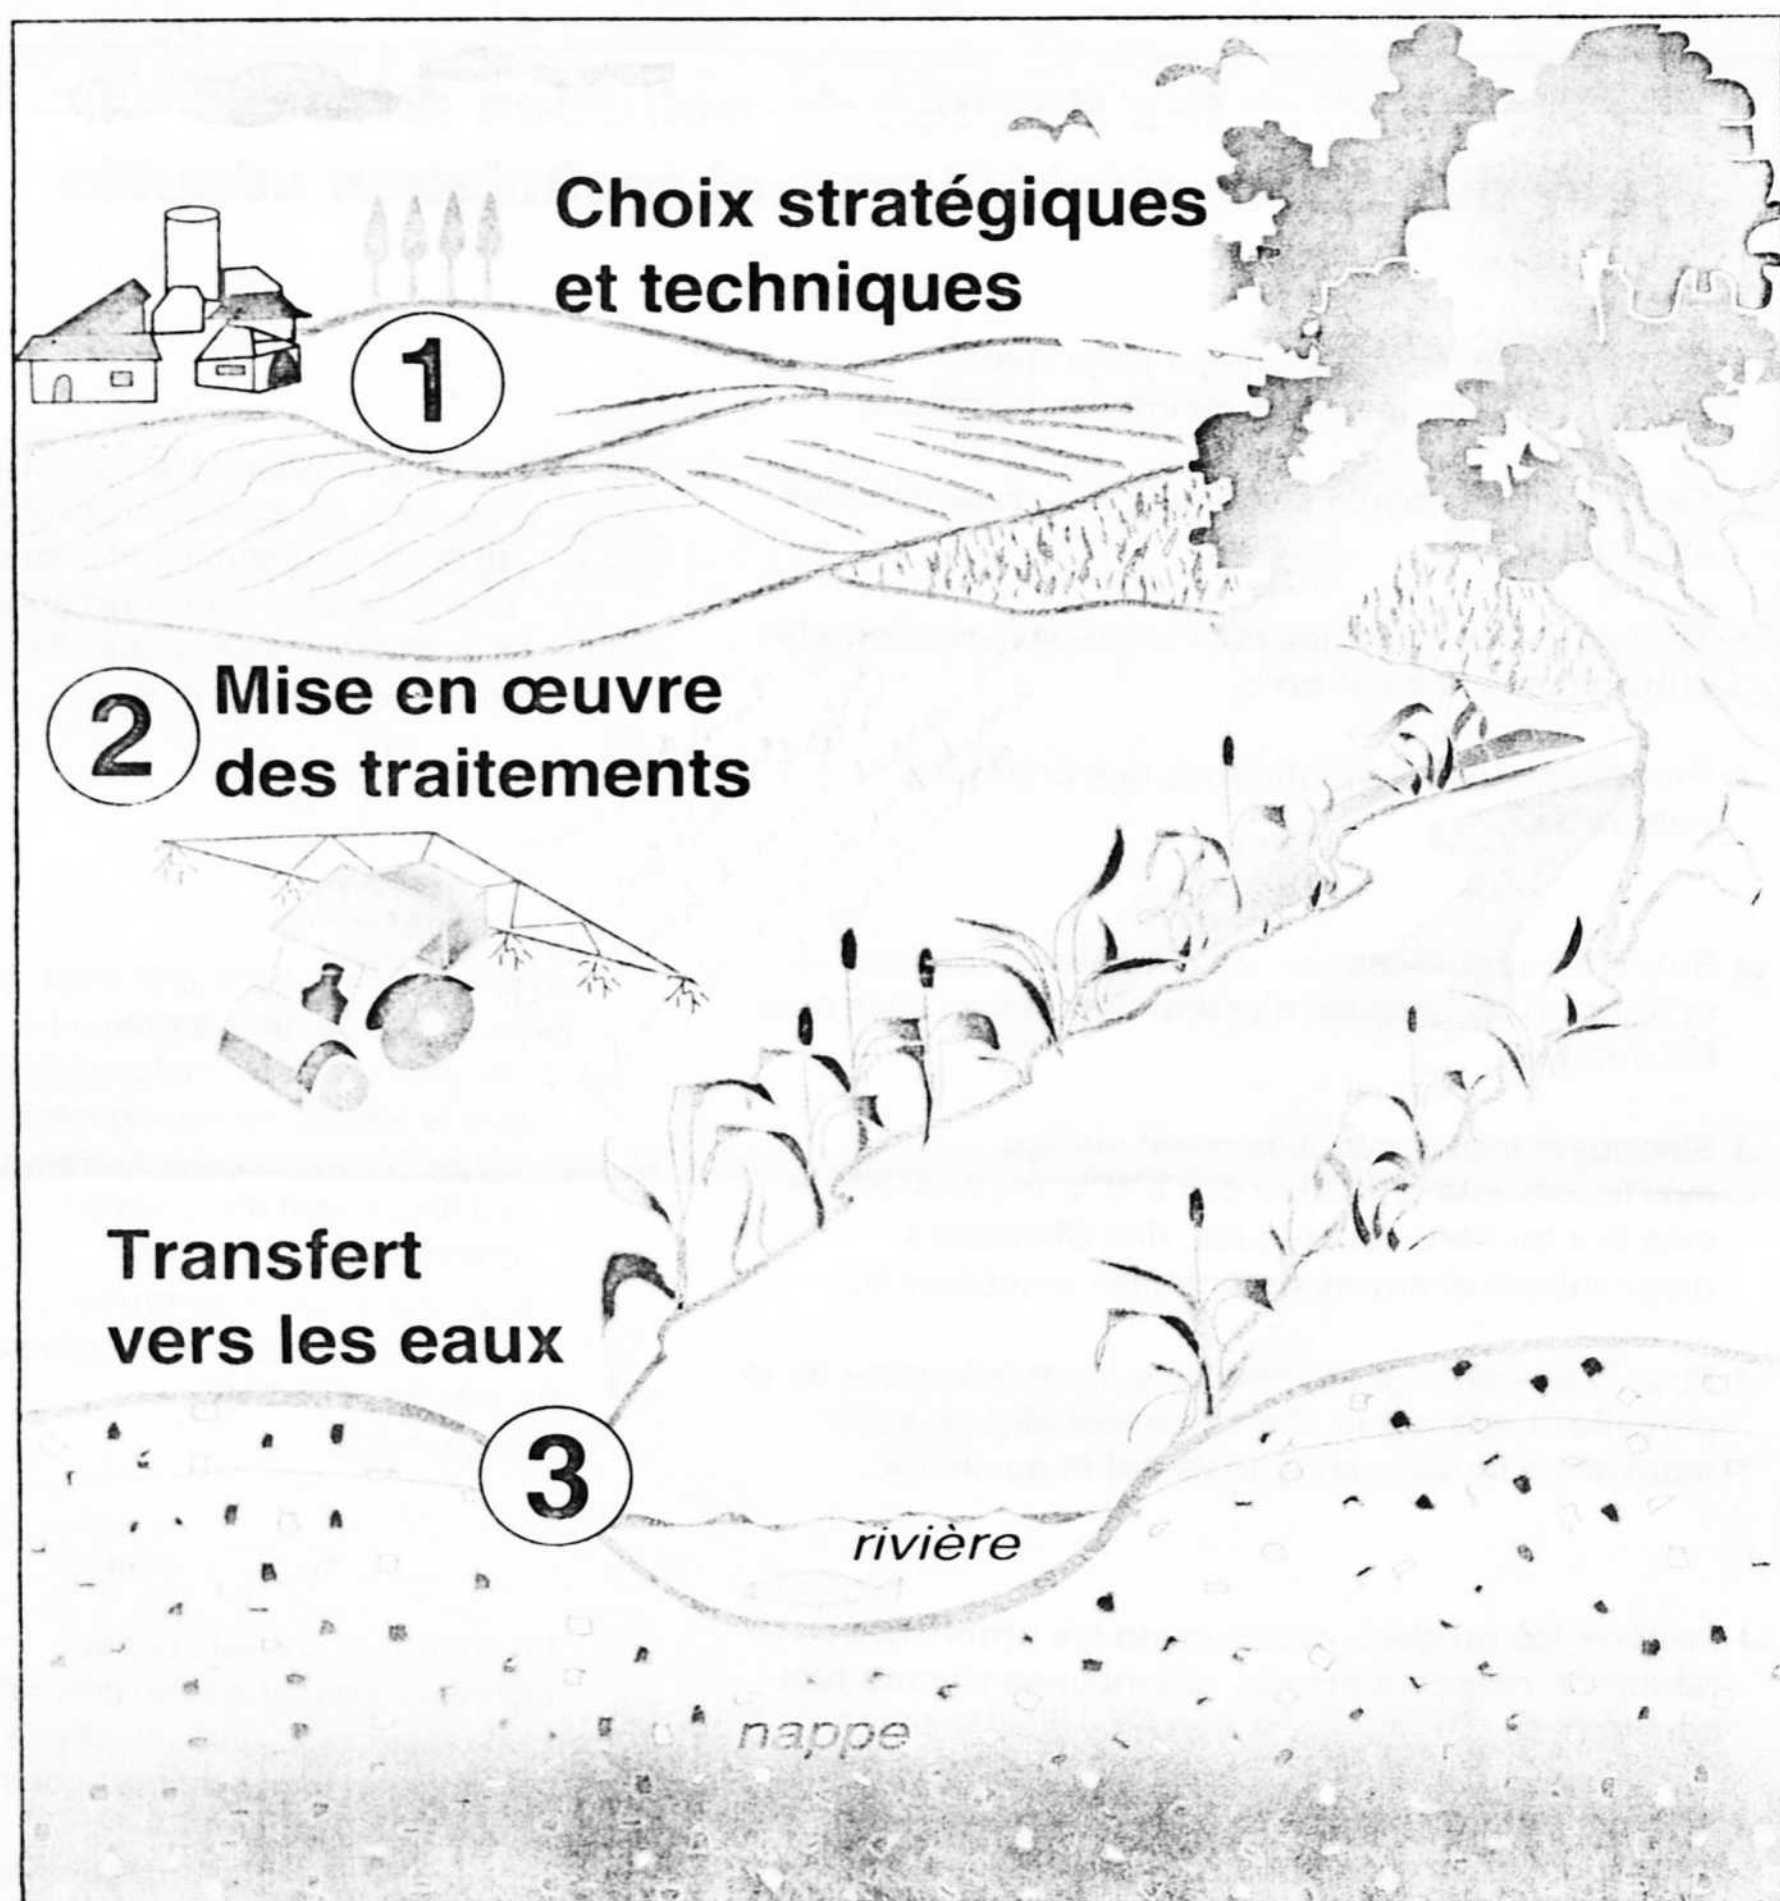 Choix stratégiques
et techniques
1
2
Mise en œuvre
des traitements
Transfert
vers les eaux
3
rivière
nappe